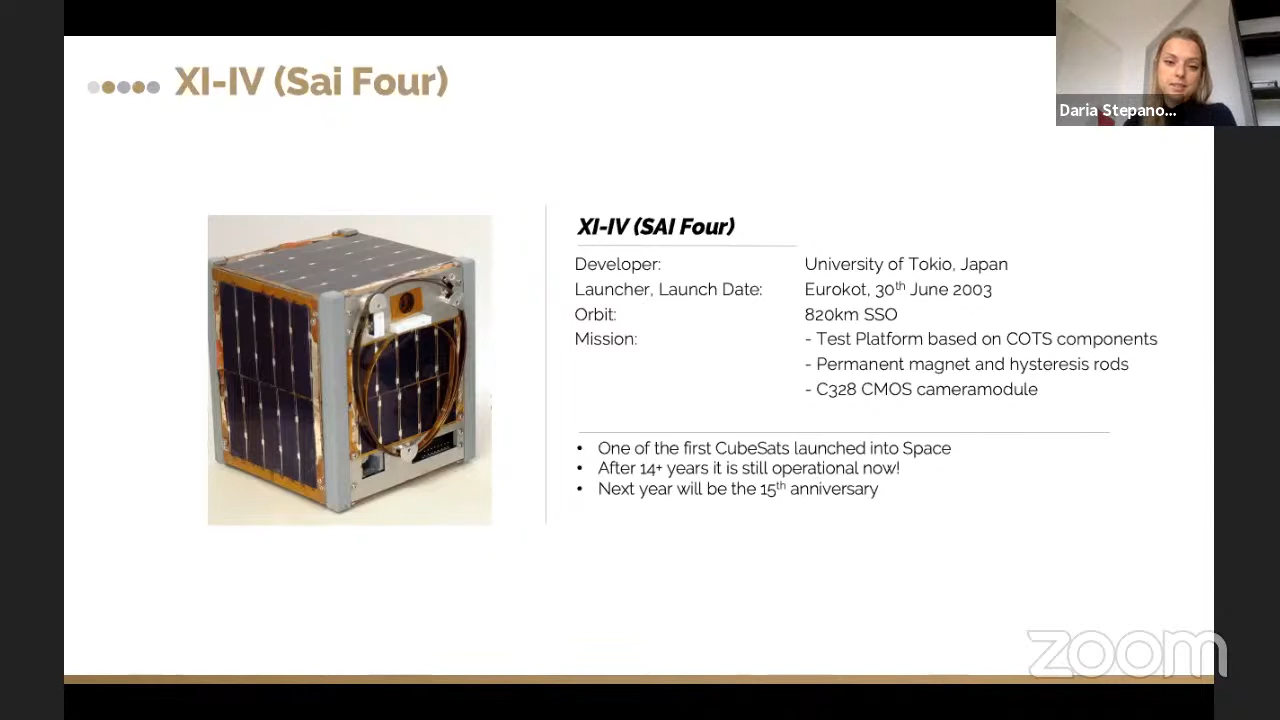 XI-IV (Sai Four)
Daria Stepano...
XI-IV (SAI Four)
Developer: University of Tokio, Japan
Launcher, Launch Date: Eurokot, 30th June 2003
Orbit: 820km SSO
Mission: - Test Platform based on COTS components
- Permanent magnet and hysteresis rods
- C328 CMOS cameramodule
• One of the first CubeSats launched into Space
• After 14+ years it is still operational now!
• Next year will be the 15th anniversary
zoom